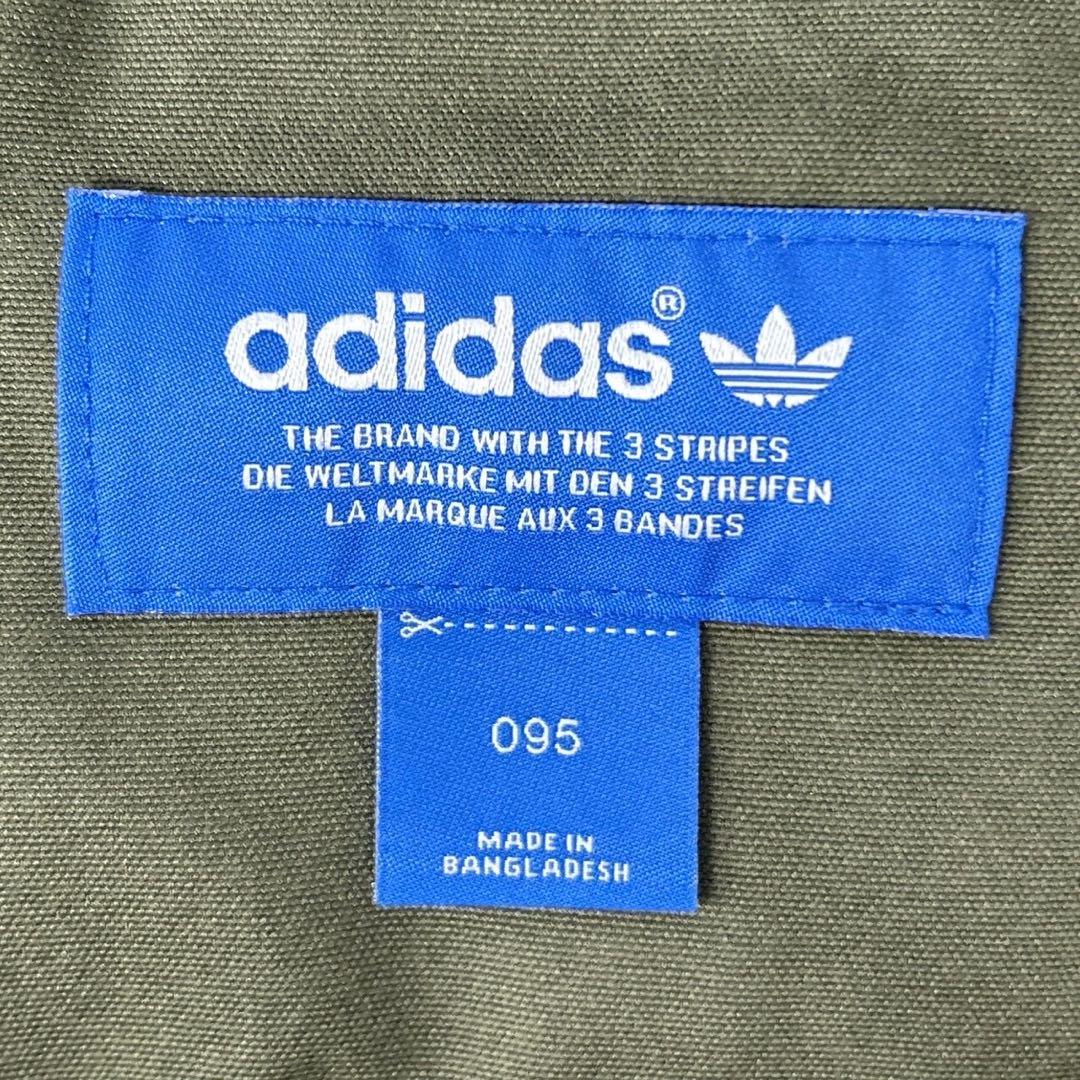 adidas®
THE BRAND WITH THE 3 STRIPES
DIE WELTMARKE MIT DEN 3 STREIFEN
LA MARQUE AUX 3 BANDES
095
MADE IN
BANGLADESH